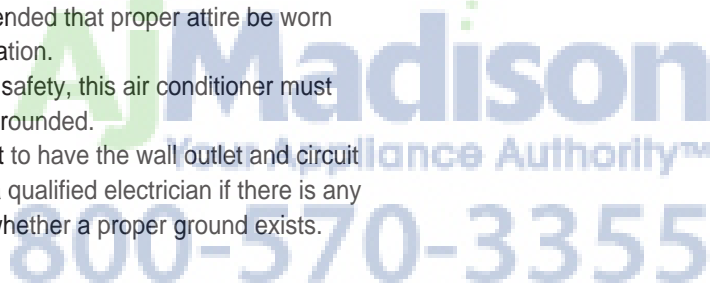 ended that proper attire be worn
ation.
safety, this air conditioner must
rounded.
t to have the wall outlet and circuit
qualified electrician if there is any
whether a proper ground exists.
AJMadison
Your Appliance Authority™
800-570-3355